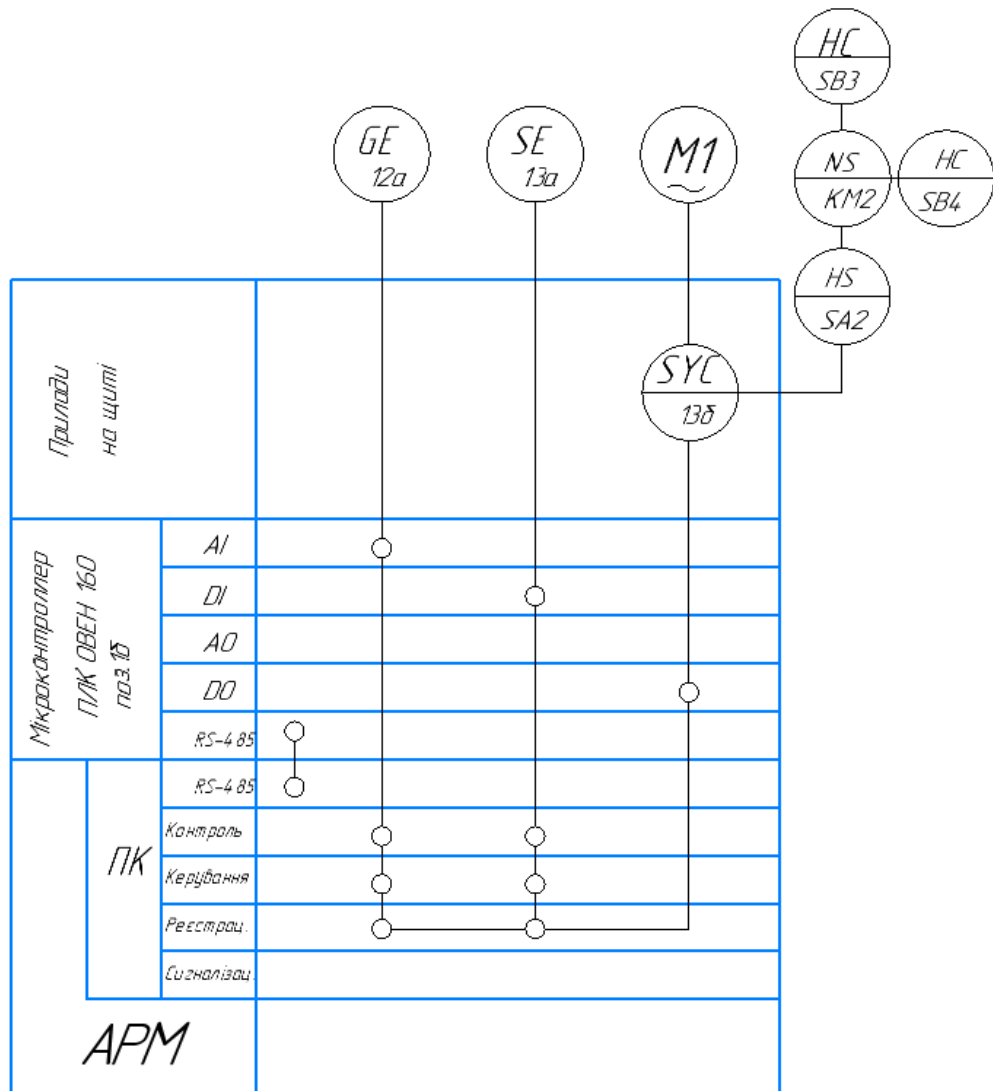 HC
SB3
GE
12а
SE
13а
M1
NS
KM2
HC
SB4
HS
SA2
Прилади
на щиті
SYC
13б
Мікроконтроллер
ПЛК ОВЕН 160
поз.1б
AI
DI
AO
DO
RS-485
RS-485
ПК
Контроль
Керування
Реєстрац.
Сигналізац.
АРМ